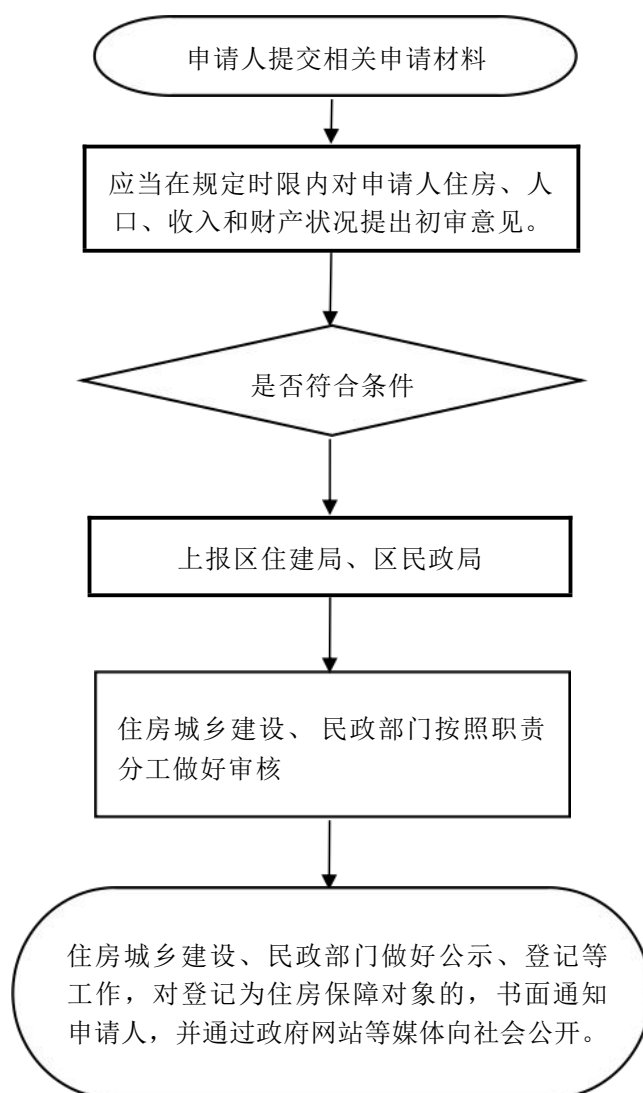 申请人提交相关申请材料
应当在规定时限内对申请人住房、人
口、收入和财产状况提出初审意见。
是否符合条件
上报区住建局、区民政局
住房城乡建设、 民政部门按照职责
分工做好审核
住房城乡建设、民政部门做好公示、登记等
工作，对登记为住房保障对象的，书面通知
申请人，并通过政府网站等媒体向社会公开。